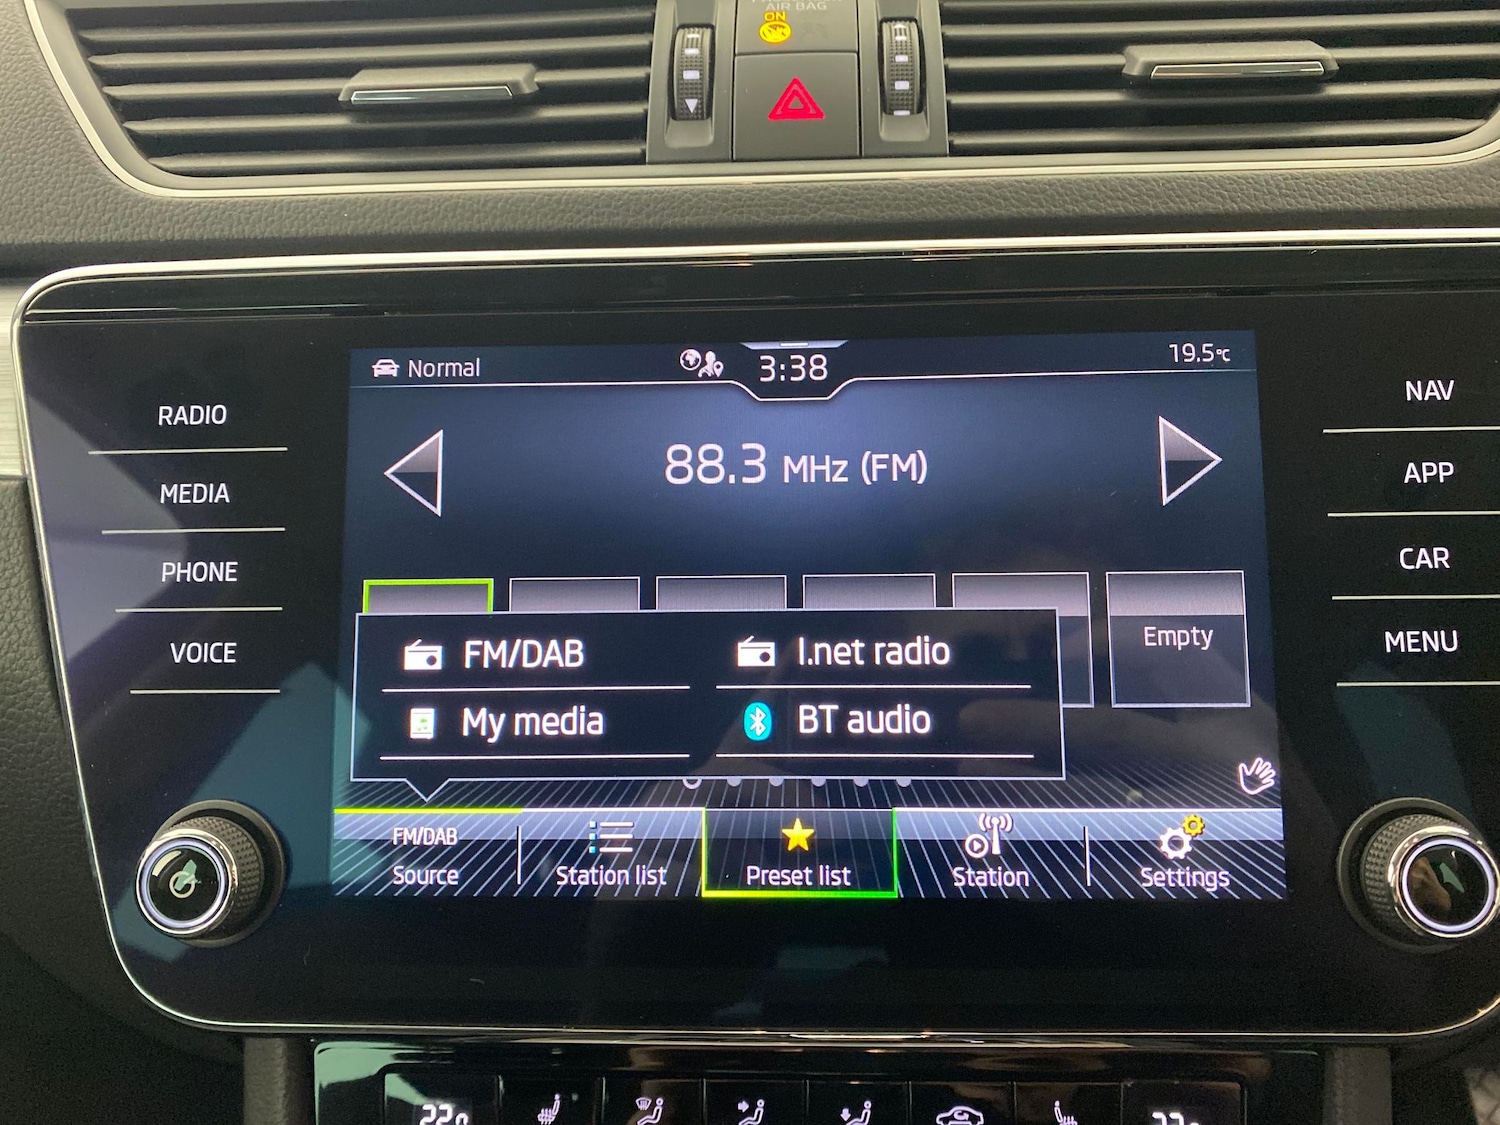 AIR BAG
ON
Normal
3:38
19.5°C
RADIO
MEDIA
PHONE
VOICE
NAV
APP
CAR
MENU
88.3 MHz (FM)
Empty
FM/DAB
I.net radio
My media
BT audio
FM/DAB
Source
Station list
Preset list
Station
Settings